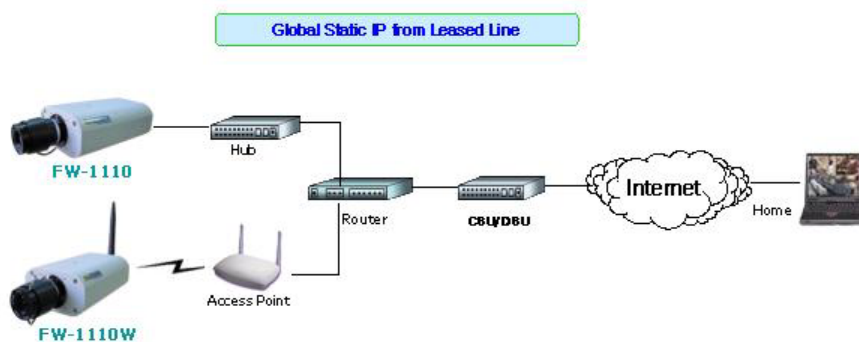 Global Static IP from Leased Line
FW-1110
Hub
Router
CSU/DSU
Internet
Home
Access Point
FW-1110W